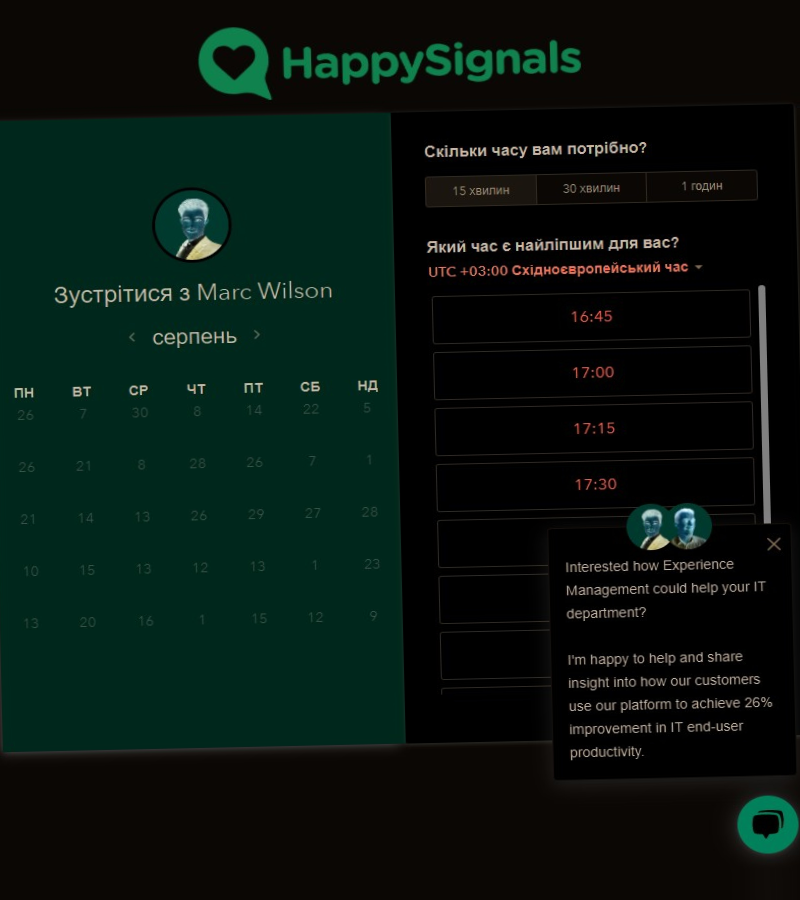 HappySignals
Зустрітися з Marc Wilson
серпень
ПН ВТ СР ЧТ ПТ СБ НД
26 7 30 8 14 22 5
26 21 8 28 26 7 1
21 14 13 26 29 27 28
10 15 13 12 13 1 23
13 20 16 1 15 12 9
Скільки часу вам потрібно?
15 хвилин 30 хвилин 1 годин
Який час є найліпшим для вас?
UTC +03:00 Східноєвропейський час
16:45
17:00
17:15
17:30
Interested how Experience
Management could help your IT
department?
I'm happy to help and share
insight into how our customers
use our platform to achieve 26%
improvement in IT end-user
productivity.